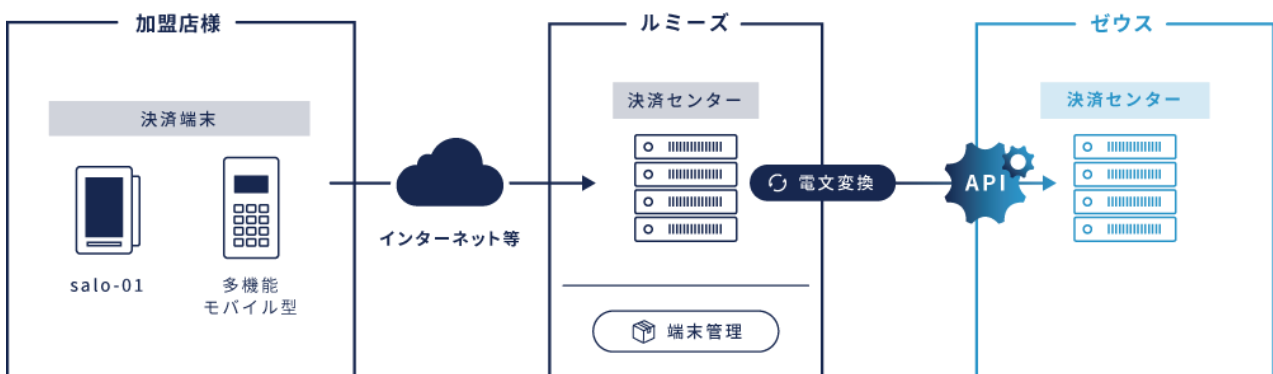 加盟店様
決済端末
salo-01
多機能
モバイル型
インターネット等
ルミーズ
決済センター
電文変換
端末管理
API
ゼウス
決済センター